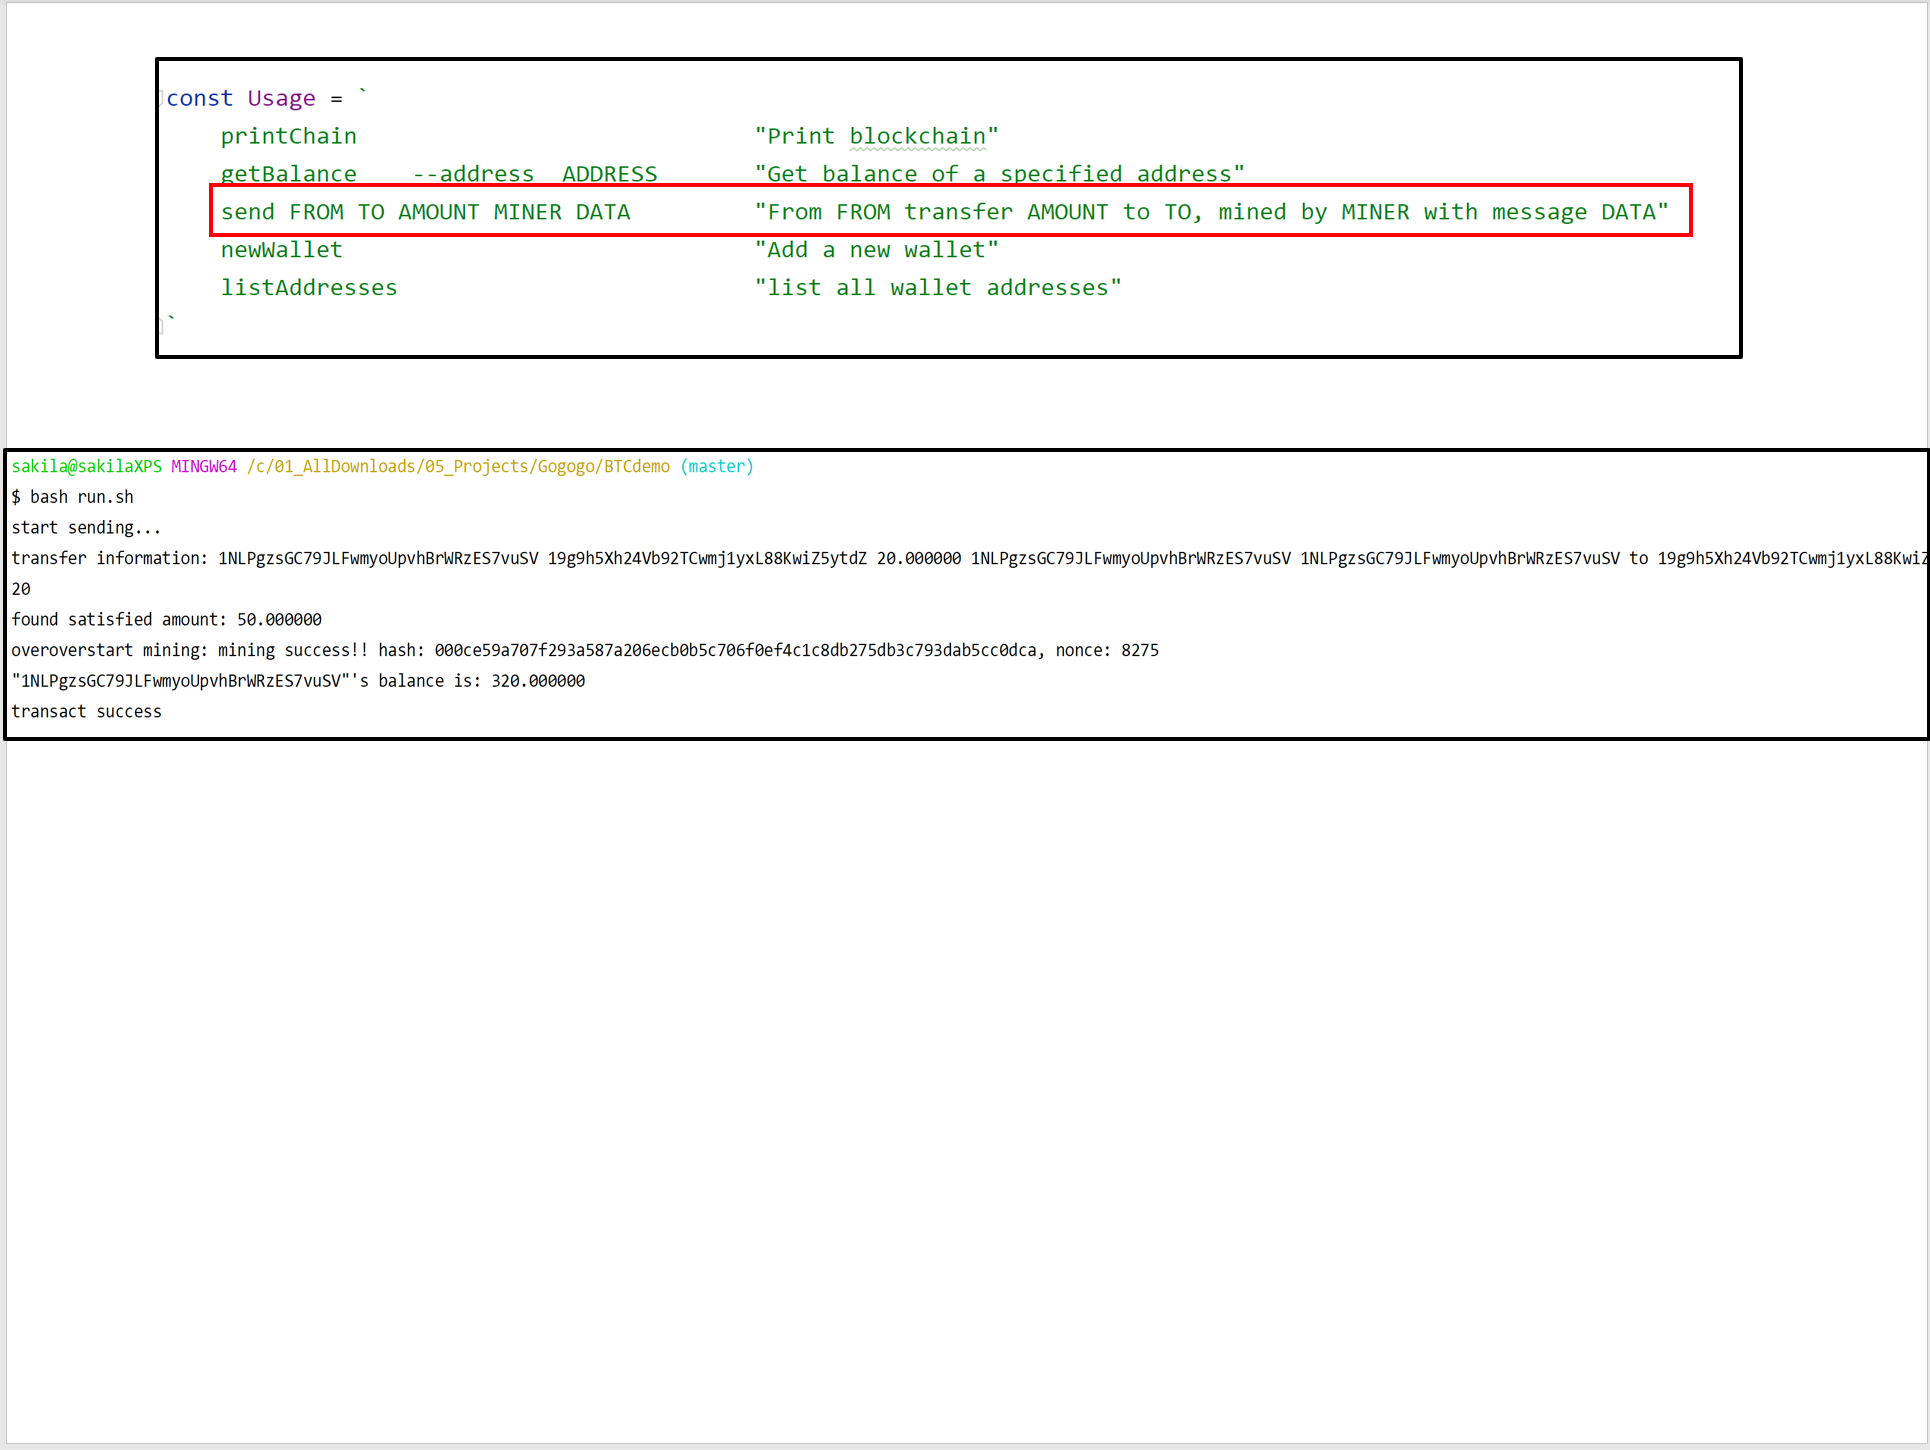 const Usage = `
printChain "Print blockchain"
getBalance --address ADDRESS "Get balance of a specified address"
send FROM TO AMOUNT MINER DATA "From FROM transfer AMOUNT to TO, mined by MINER with message DATA"
newWallet "Add a new wallet"
listAddresses "list all wallet addresses"
`
sakila@sakilaXPS MINGW64 /c/01_AllDownloads/05_Projects/Gogogo/BTCdemo (master)
$ bash run.sh
start sending...
transfer information: 1NLPgzsGC79JLFwmyoUpvhBrWRzES7vuSV 19g9h5Xh24Vb92TCwmj1yxL88KwiZ5ytdZ 20.000000 1NLPgzsGC79JLFwmyoUpvhBrWRzES7vuSV 1NLPgzsGC79JLFwmyoUpvhBrWRzES7vuSV to 19g9h5Xh24Vb92TCwmj1yxL88KwiZ
20
found satisfied amount: 50.000000
overoverstart mining: mining success!! hash: 000ce59a707f293a587a206ecb0b5c706f0ef4c1c8db275db3c793dab5cc0dca, nonce: 8275
"1NLPgzsGC79JLFwmyoUpvhBrWRzES7vuSV"'s balance is: 320.000000
transact success